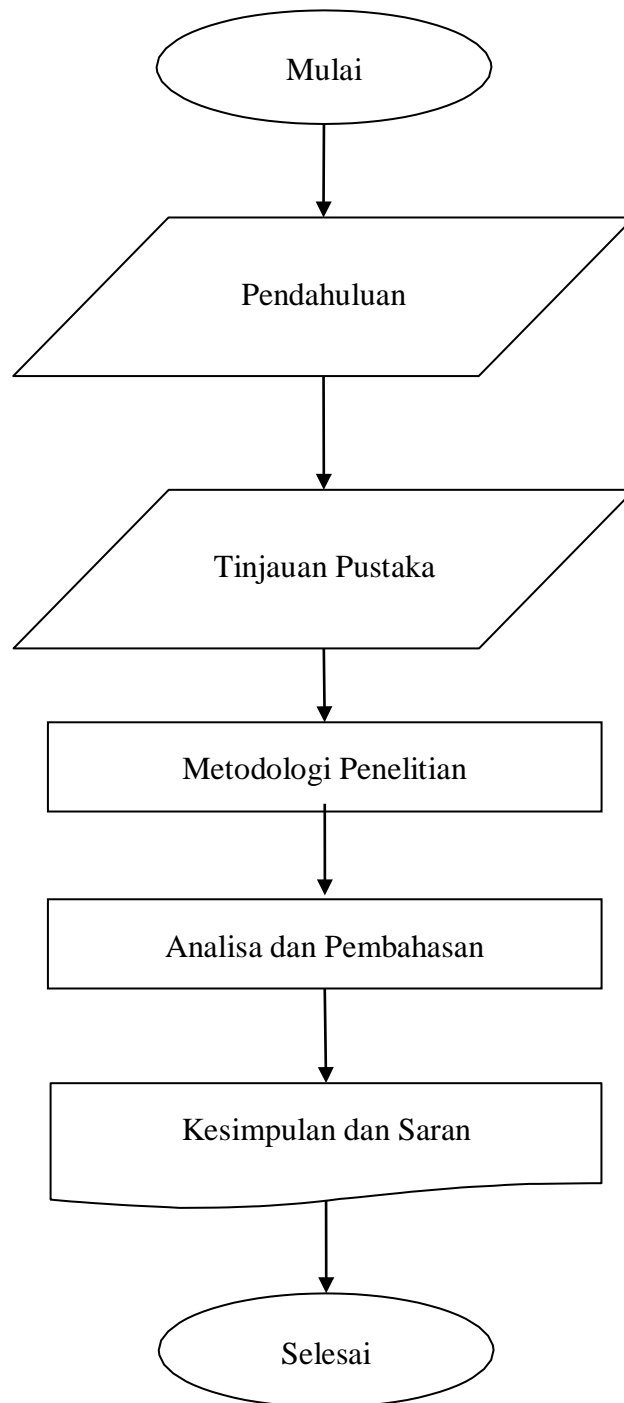 Mulai
Pendahuluan
Tinjauan Pustaka
Metodologi Penelitian
Analisa dan Pembahasan
Kesimpulan dan Saran
Selesai